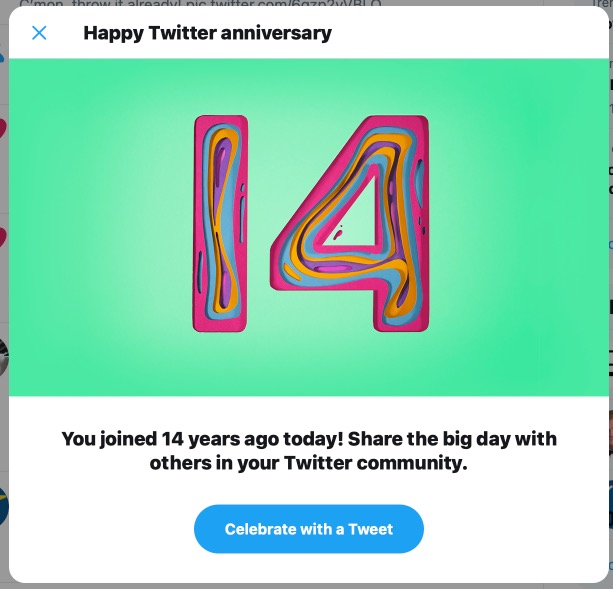 C'mon, throw it already! pic.twitter.com/
Happy Twitter anniversary
14
You joined 14 years ago today! Share the big day with
others in your Twitter community.
Celebrate with a Tweet